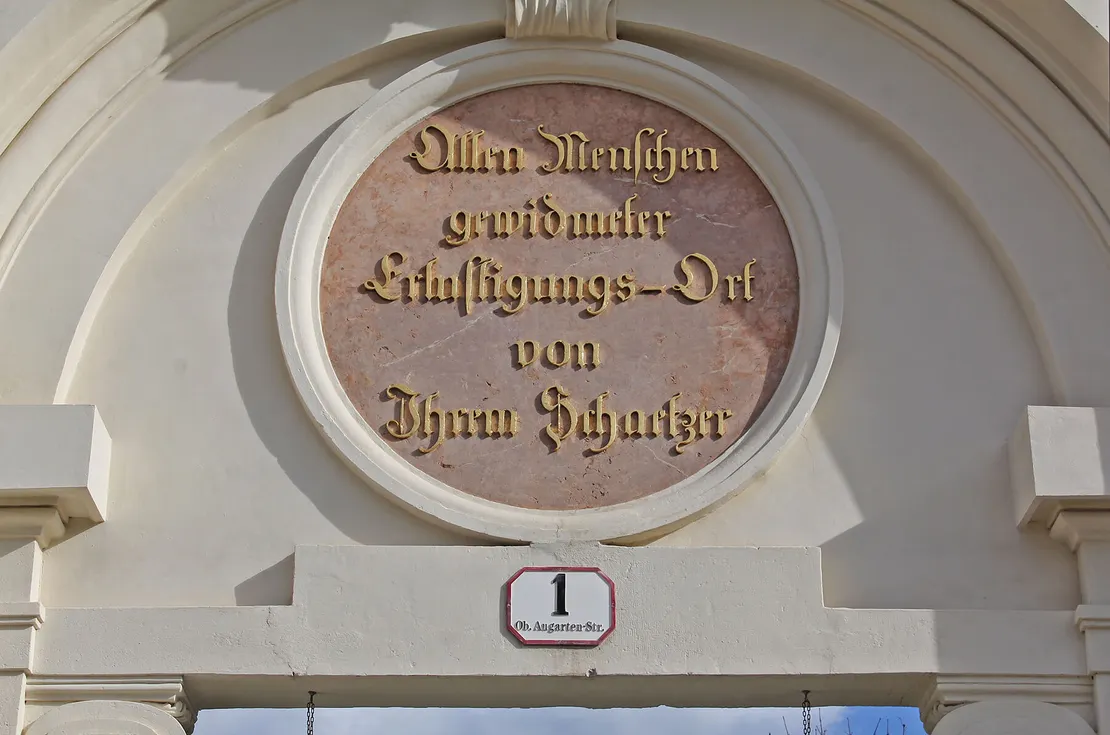 Allen Menschen
gewidmeter
Erlustigungs-Ort
von
Ihrem Schaetzer
1
Ob. Augarten-Str.